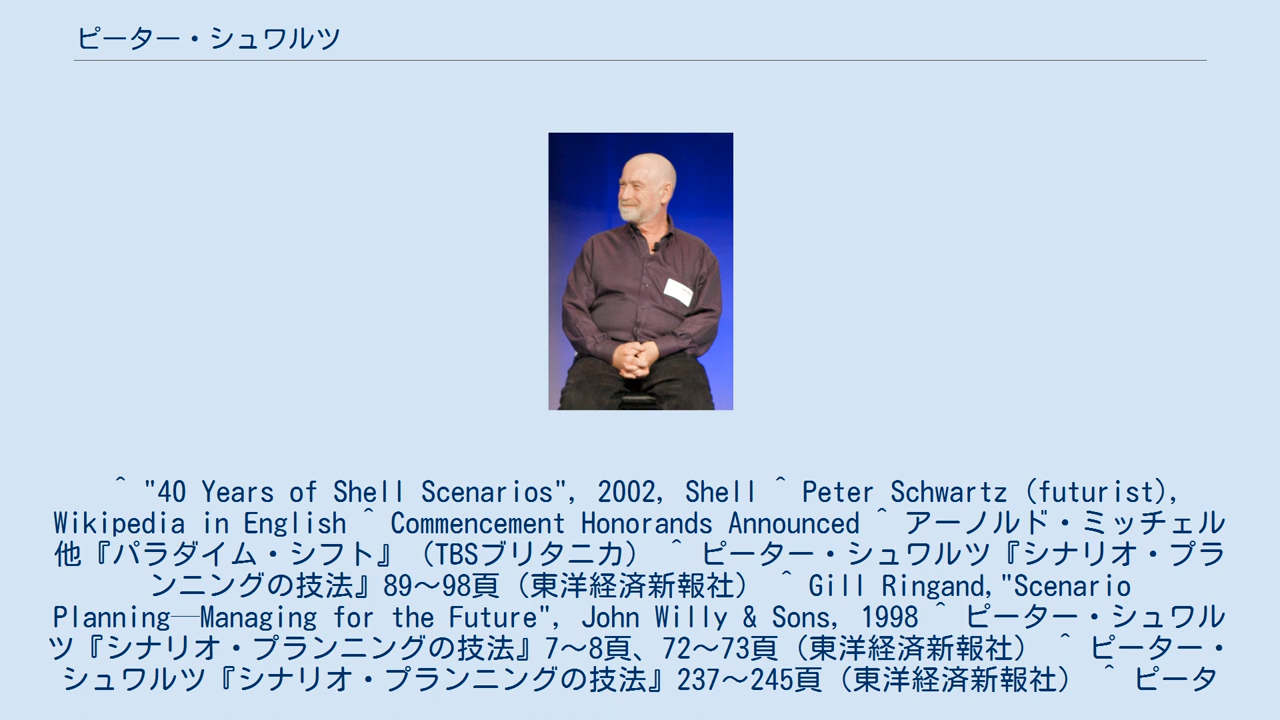 ピーター・シュワルツ
^ "40 Years of Shell Scenarios", 2002, Shell ^ Peter Schwartz (futurist),
Wikipedia in English ^ Commencement Honorands Announced ^ アーノルド・ミッチェル
他『パラダイム・シフト』（TBSブリタニカ） ^ ピーター・シュワルツ『シナリオ・プラ
ンニングの技法』89～98頁（東洋経済新報社） ^ Gill Ringand,"Scenario
Planning―Managing for the Future", John Willy & Sons, 1998 ^ ピーター・シュワル
ツ『シナリオ・プランニングの技法』7～8頁、72～73頁（東洋経済新報社） ^ ピーター・
シュワルツ『シナリオ・プランニングの技法』237～245頁（東洋経済新報社） ^ ピータ